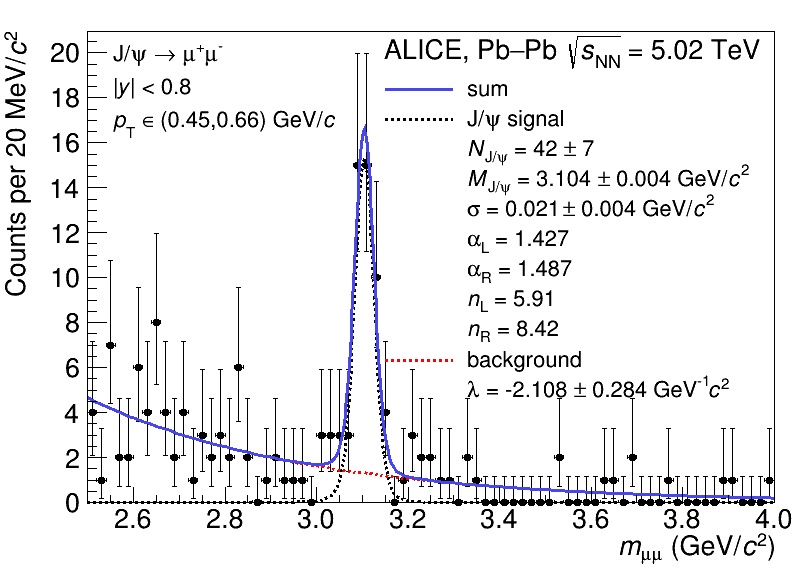 ALICE, Pb–Pb √sNN = 5.02 TeV
J/ψ → μ⁺μ⁻
|y| < 0.8
pT ∈ (0.45,0.66) GeV/c
sum
J/ψ signal
NJ/ψ = 42 ± 7
MJ/ψ = 3.104 ± 0.004 GeV/c²
σ = 0.021 ± 0.004 GeV/c²
αL = 1.427
αR = 1.487
nL = 5.91
nR = 8.42
background
λ = -2.108 ± 0.284 GeV⁻¹c²
Counts per 20 MeV/c²
20
18
16
14
12
10
8
6
4
2
0
2.6 2.8 3.0 3.2 3.4 3.6 3.8 4.0
mμμ (GeV/c²)